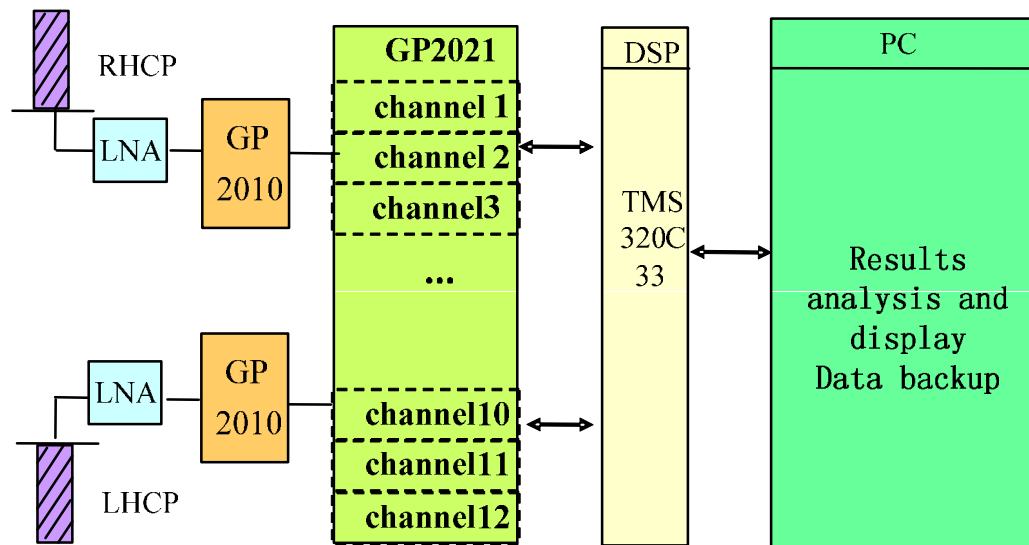 RHCP
LNA
GP
2010
GP2021
channel 1
channel 2
channel3
...
channel10
channel11
channel12
LNA
GP
2010
LHCP
DSP
TMS
320C
33
PC
Results
analysis and
display
Data backup